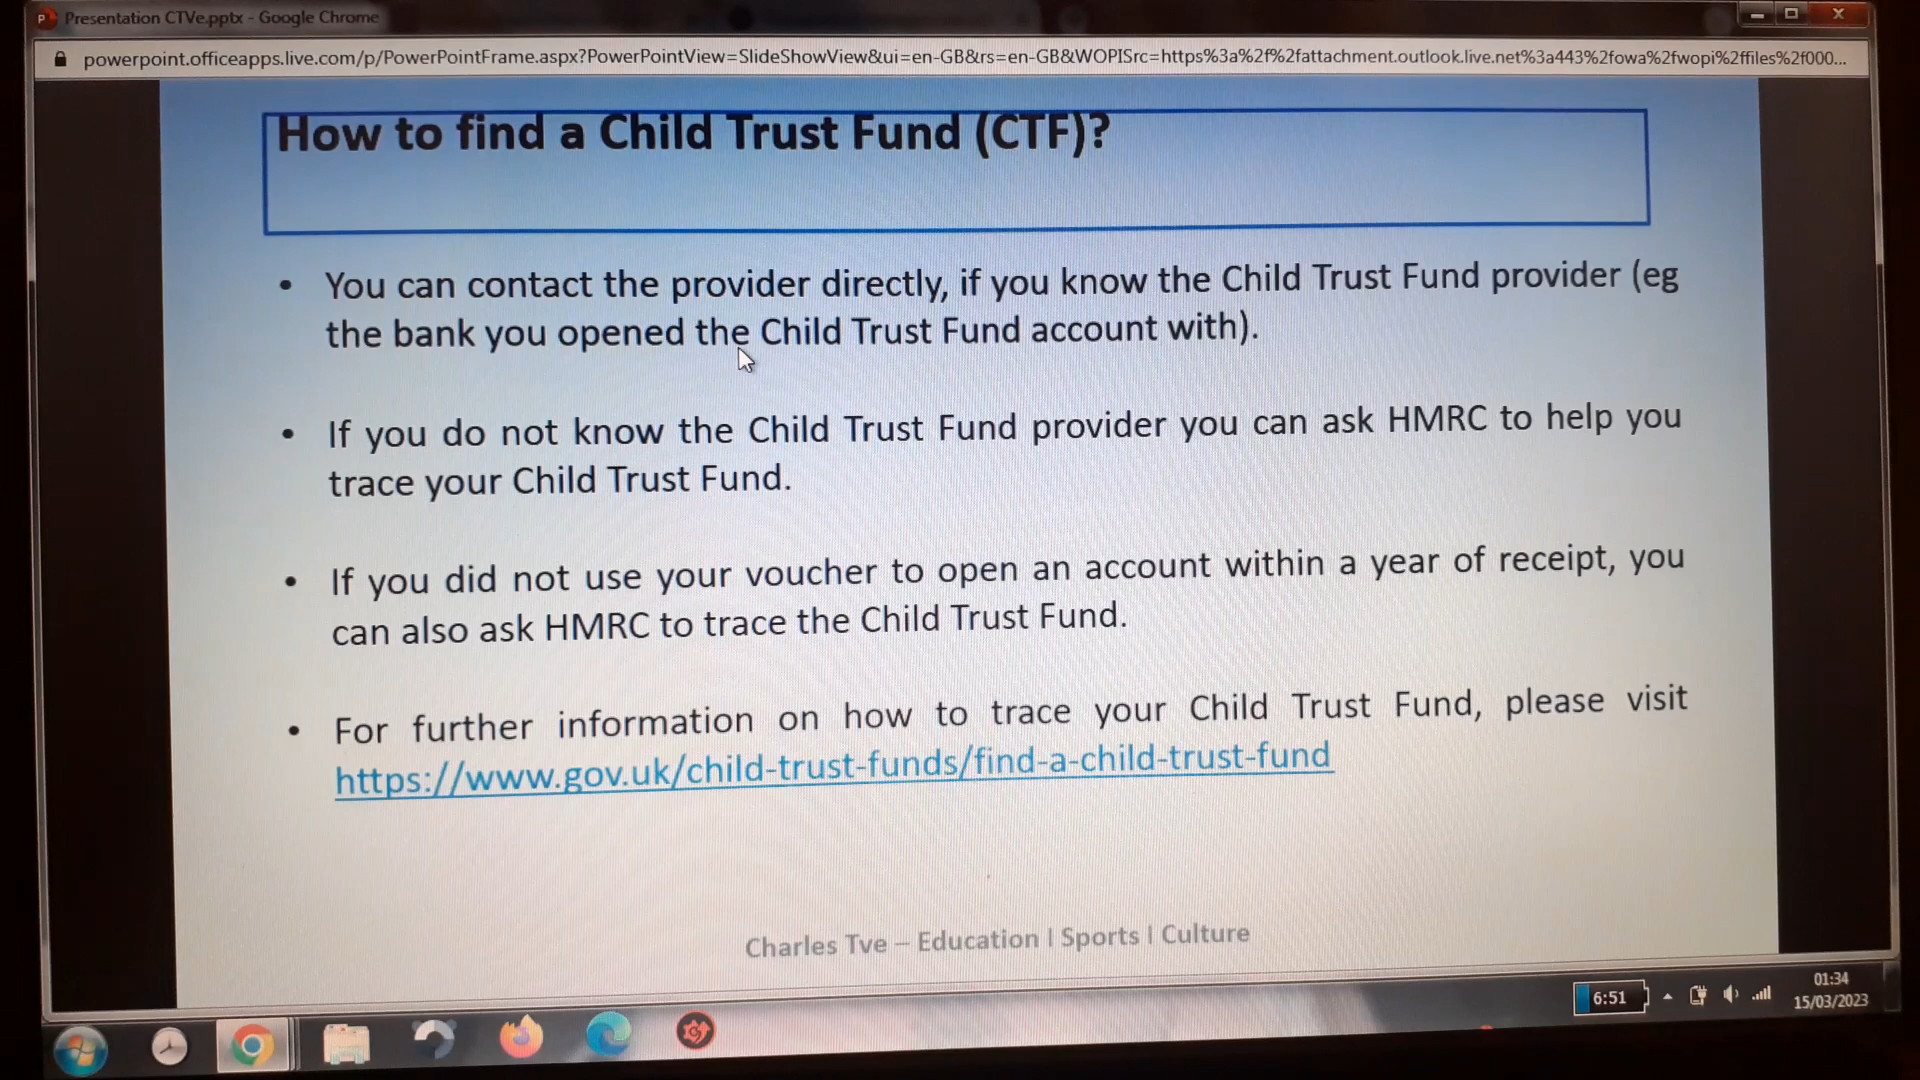 Presentation CTVe.pptx - Google Chrome
powerpoint.officeapps.live.com/p/PowerPointFrame.aspx?PowerPointView=SlideShowView&ui=en-GB&rs=en-GB&WOPISrc=https%3a%2f%2fattachment.outlook.live.net%3a443%2fowa%2fwopi%2ffiles%2f000...
How to find a Child Trust Fund (CTF)?
• You can contact the provider directly, if you know the Child Trust Fund provider (eg
the bank you opened the Child Trust Fund account with).
• If you do not know the Child Trust Fund provider you can ask HMRC to help you
trace your Child Trust Fund.
• If you did not use your voucher to open an account within a year of receipt, you
can also ask HMRC to trace the Child Trust Fund.
• For further information on how to trace your Child Trust Fund, please visit
https://www.gov.uk/child-trust-funds/find-a-child-trust-fund
Charles Tve – Education I Sports I Culture
6:51
01:34
15/03/2023